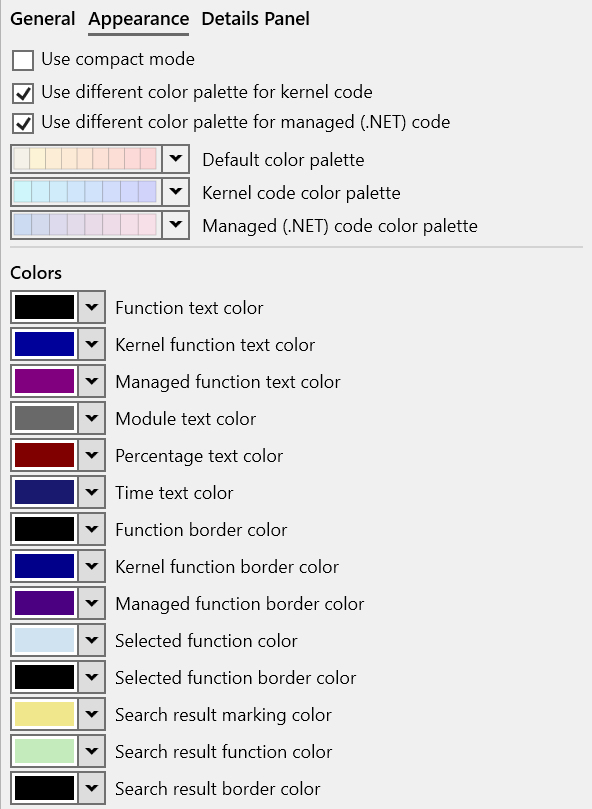 General Appearance Details Panel
Use compact mode
Use different color palette for kernel code
Use different color palette for managed (.NET) code
Default color palette
Kernel code color palette
Managed (.NET) code color palette
Colors
Function text color
Kernel function text color
Managed function text color
Module text color
Percentage text color
Time text color
Function border color
Kernel function border color
Managed function border color
Selected function color
Selected function border color
Search result marking color
Search result function color
Search result border color